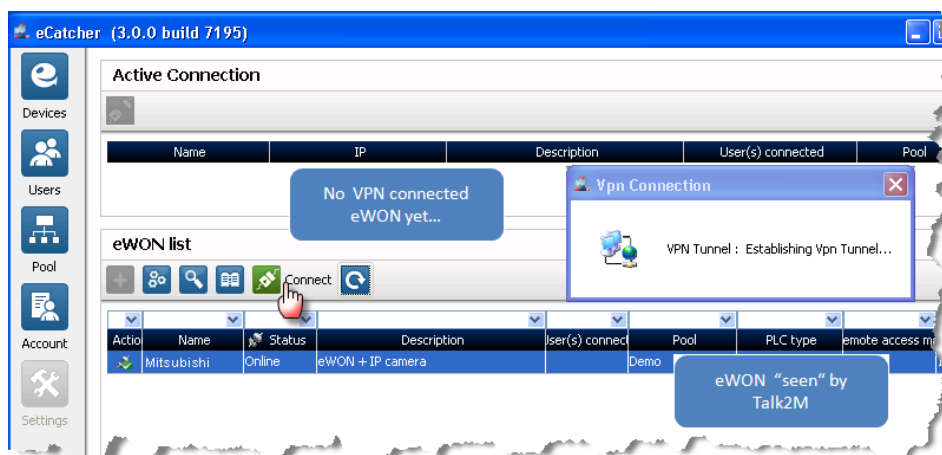 eCatcher (3.0.0 build 7195)
Devices
Users
Pool
Account
Settings
Active Connection
Name IP Description User(s) connected Pool
No VPN connected
eWON yet...
Vpn Connection
VPN Tunnel : Establishing Vpn Tunnel...
eWON list
Connect
Actio Name Status Description Jser(s) connect Pool PLC type emote access m
Mitsubishi Online eWON + IP camera Demo
eWON "seen" by
Talk2M